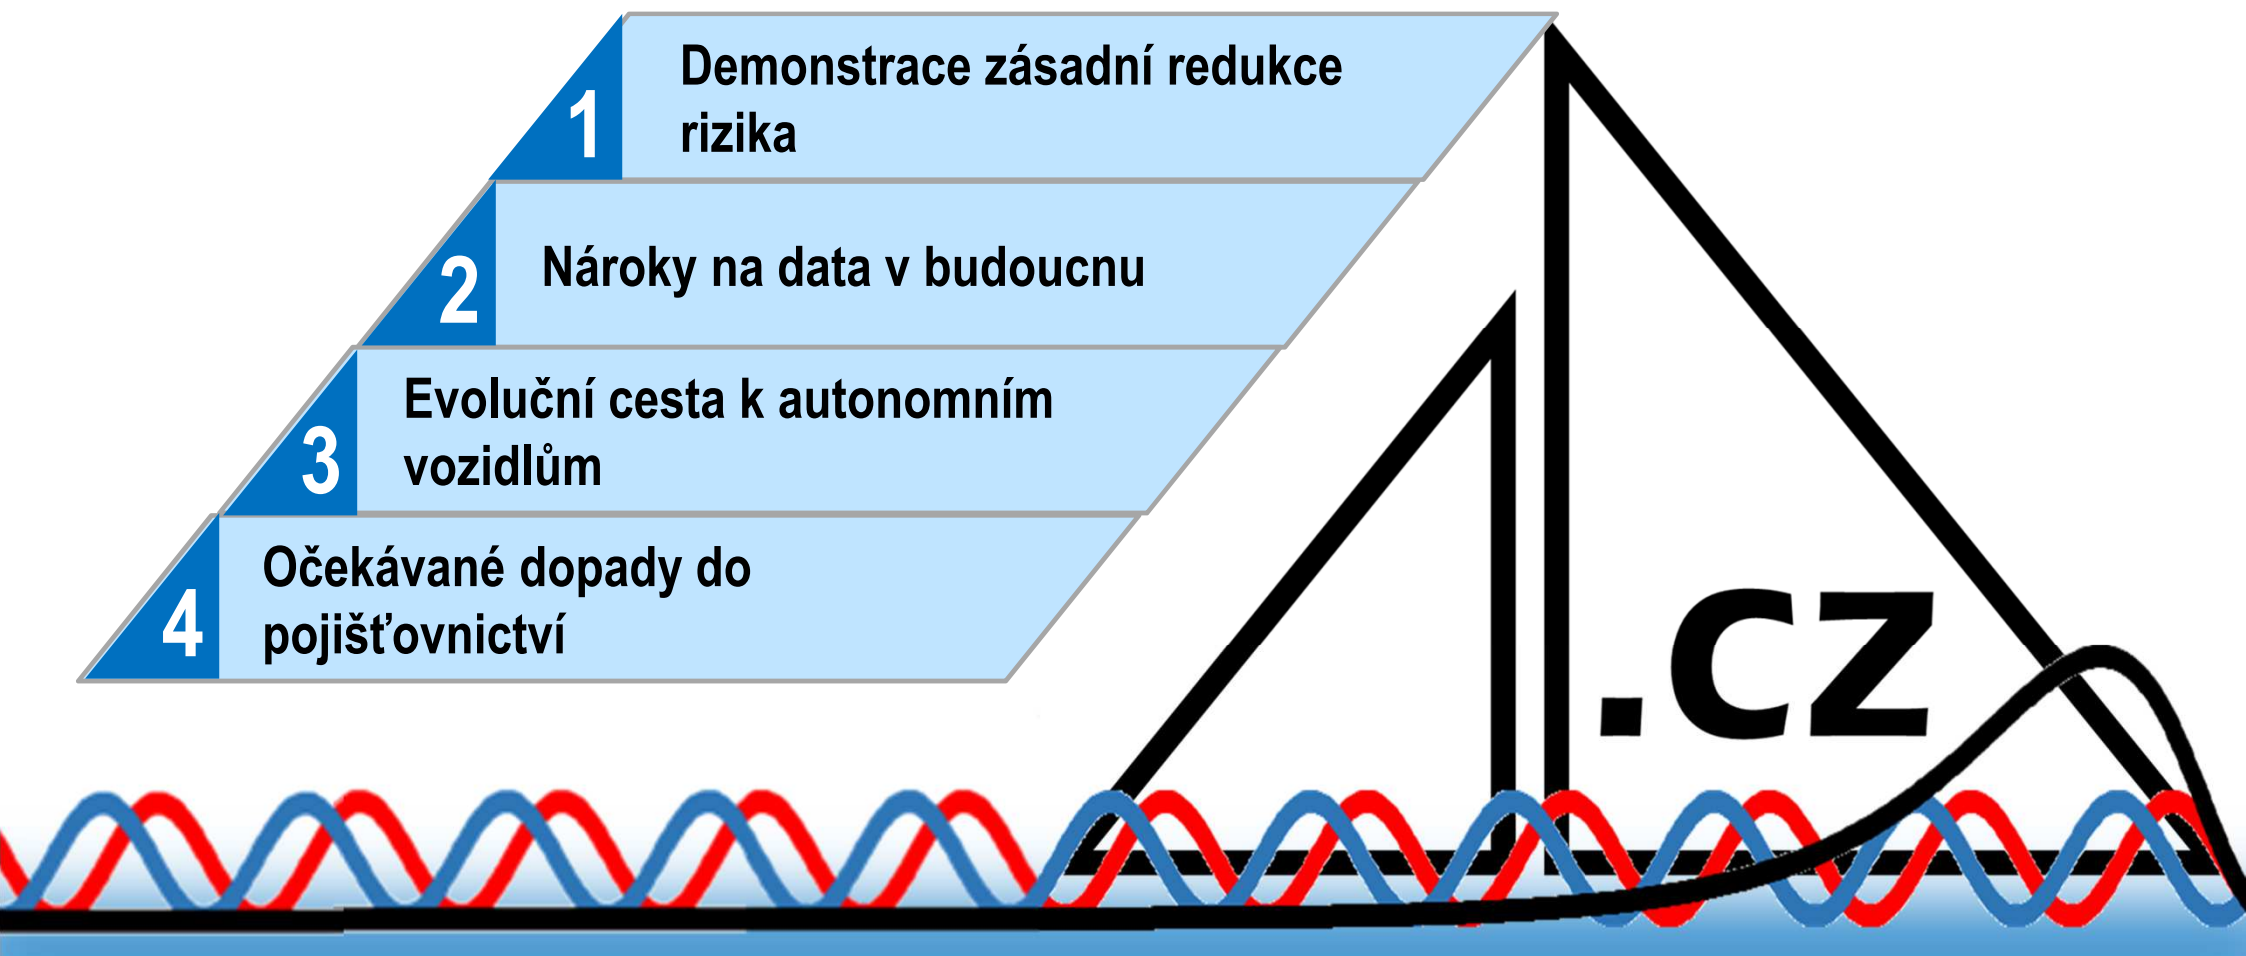 1
Demonstrace zásadní redukce
rizika
2
Nároky na data v budoucnu
3
Evoluční cesta k autonomním
vozidlům
4
Očekávané dopady do
pojišťovnictví
.cz